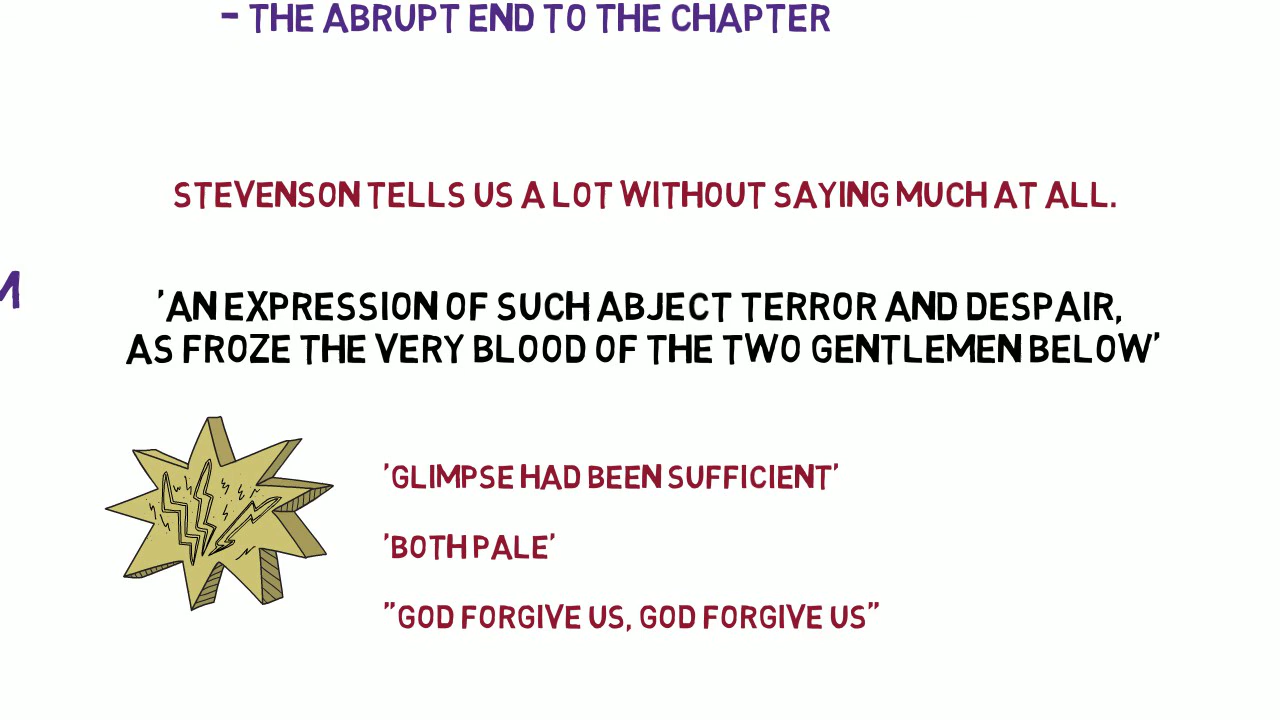 - THE ABRUPT END TO THE CHAPTER
STEVENSON TELLS US A LOT WITHOUT SAYING MUCH AT ALL.
M
'AN EXPRESSION OF SUCH ABJECT TERROR AND DESPAIR,
AS FROZE THE VERY BLOOD OF THE TWO GENTLEMEN BELOW'
'GLIMPSE HAD BEEN SUFFICIENT'
'BOTH PALE'
"GOD FORGIVE US, GOD FORGIVE US"